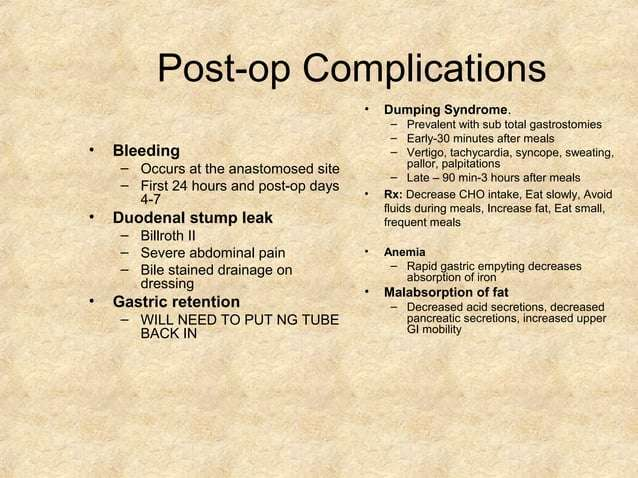 Post-op Complications
• Bleeding
– Occurs at the anastomosed site
– First 24 hours and post-op days
4-7
• Duodenal stump leak
– Billroth II
– Severe abdominal pain
– Bile stained drainage on
dressing
• Gastric retention
– WILL NEED TO PUT NG TUBE
BACK IN
• Dumping Syndrome.
– Prevalent with sub total gastrostomies
– Early-30 minutes after meals
– Vertigo, tachycardia, syncope, sweating,
pallor, palpitations
– Late – 90 min-3 hours after meals
• Rx: Decrease CHO intake, Eat slowly, Avoid
fluids during meals, Increase fat, Eat small,
frequent meals
• Anemia
– Rapid gastric empyting decreases
absorption of iron
• Malabsorption of fat
– Decreased acid secretions, decreased
pancreatic secretions, increased upper
GI mobility